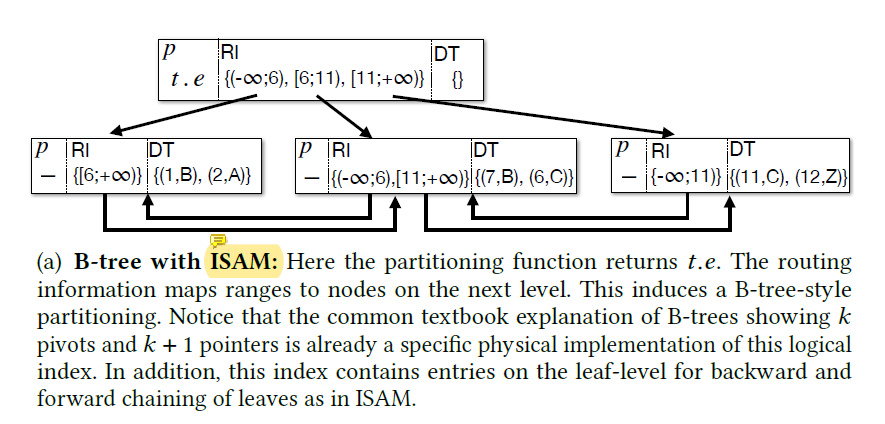 p RI DT
t.e {(-∞;6), [6;11), [11;+∞)} {}
p RI DT
– {[6;+∞)} {(1,B), (2,A)}
p RI DT
– {(-∞;6),[11;+∞)} {(7,B), (6,C)}
p RI DT
– {-∞;11)} {(11,C), (12,Z)}
(a) B-tree with ISAM: Here the partitioning function returns t.e. The routing
information maps ranges to nodes on the next level. This induces a B-tree-style
partitioning. Notice that the common textbook explanation of B-trees showing k
pivots and k + 1 pointers is already a specific physical implementation of this logical
index. In addition, this index contains entries on the leaf-level for backward and
forward chaining of leaves as in ISAM.